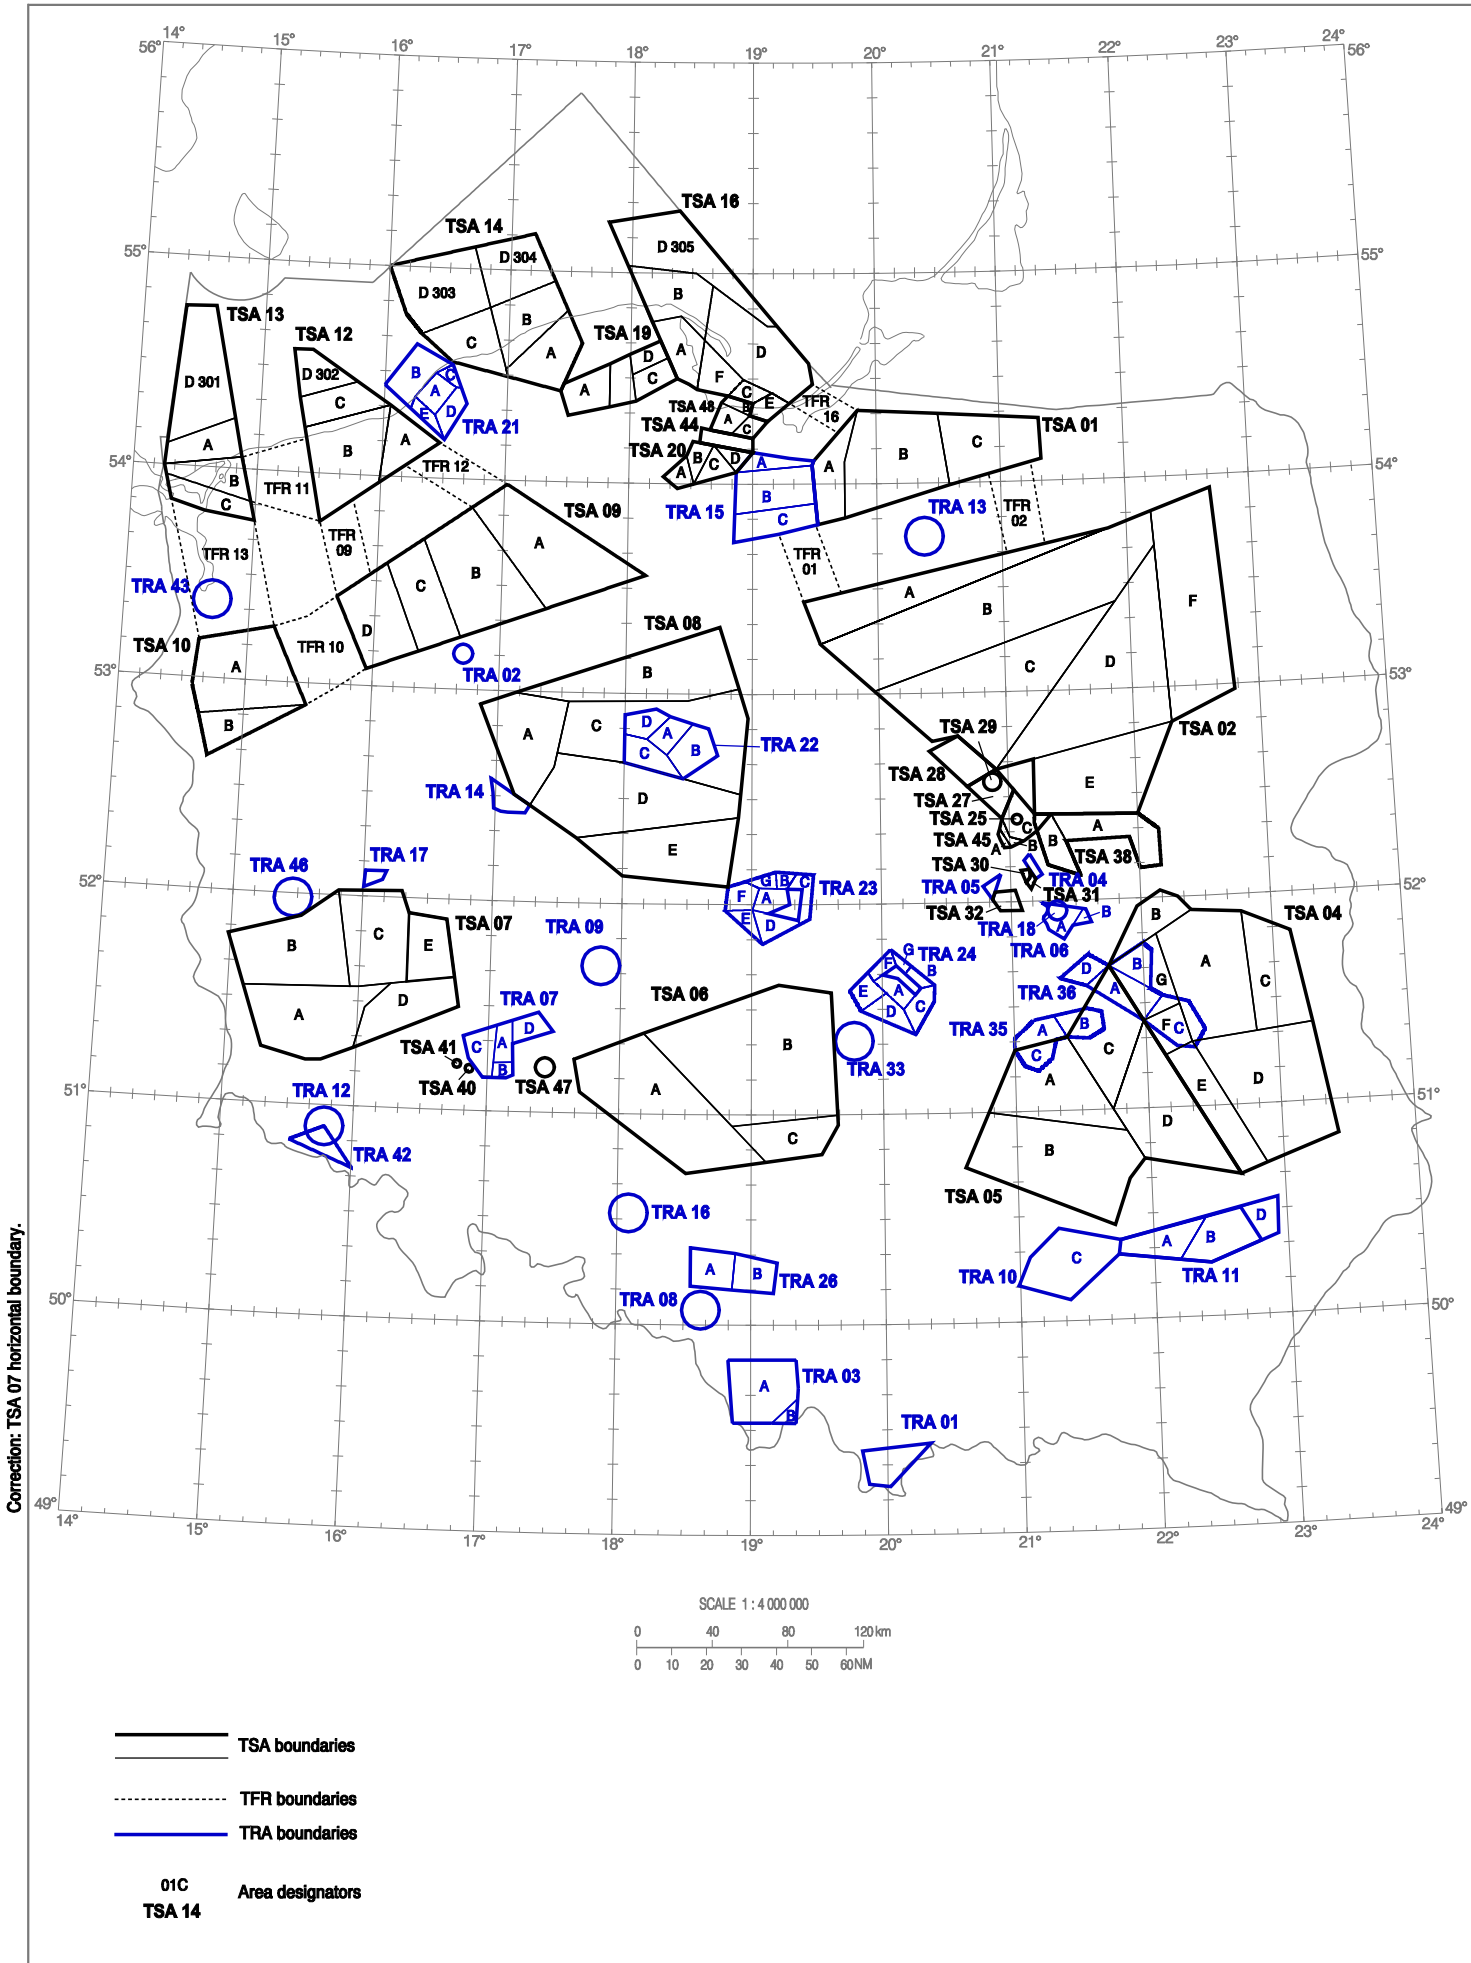 14° 15° 16° 17° 18° 19° 20° 21° 22° 23° 24°
56° 56°
TSA 16
TSA 14
D 305
D 304
55° 55°
D 303
B
TSA 13
B
TSA 19
TSA 12
C A D A D
D 302
B C
D 301
A C F
C A C
A E D
C B E
TSA 48
TFR
16
TRA 21
A C
TSA 44
TSA 01
A
B A
TSA 20
B C D A
A B C
54° 54°
TFR 12
B
A
TFR 11
C
B
TSA 09
TRA 15
C
TRA 13
TFR
02
TFR
09
A
TFR 13
TFR
01
B
C
TRA 43
A
B
F
D
TSA 08
TSA 10
TFR 10
A
B
C D
53° 53°
TRA 02
B
D
A C A
B
C
TRA 22
TSA 29
TSA 02
TSA 28
E
TRA 14
D
TSA 27
TSA 25
C A
TSA 45
B
A B
E
TSA 38
TRA 17
TSA 30
TRA 46
TRA 04
52° 52°
G B C
TRA 23
TRA 05
TSA 31
F A
TSA 32
B
TSA 04
E D
TRA 18
A
B
TSA 07
TRA 09
B C E
TRA 06
G
TRA 24
F B
D B
A
E A
G C
TRA 36
A
D
TSA 06
D C
TRA 07
A
D
TRA 35
A B
F C
C A
B
C
TSA 41
B
TRA 33
C
TSA 40
TSA 47
A
A
E D
51° 51°
TRA 12
D
C
B
TRA 42
TSA 05
TRA 16
D
A B
C
A B
TRA 26
TRA 10
TRA 11
TRA 08
50° 50°
TRA 03
A
B
TRA 01
49° 49°
14° 15° 16° 17° 18° 19° 20° 21° 22° 23° 24°
Correction: TSA 07 horizontal boundary.
SCALE 1 : 4 000 000
0 40 80 120 km
0 10 20 30 40 50 60 NM
TSA boundaries
TFR boundaries
TRA boundaries
01C
TSA 14
Area designators